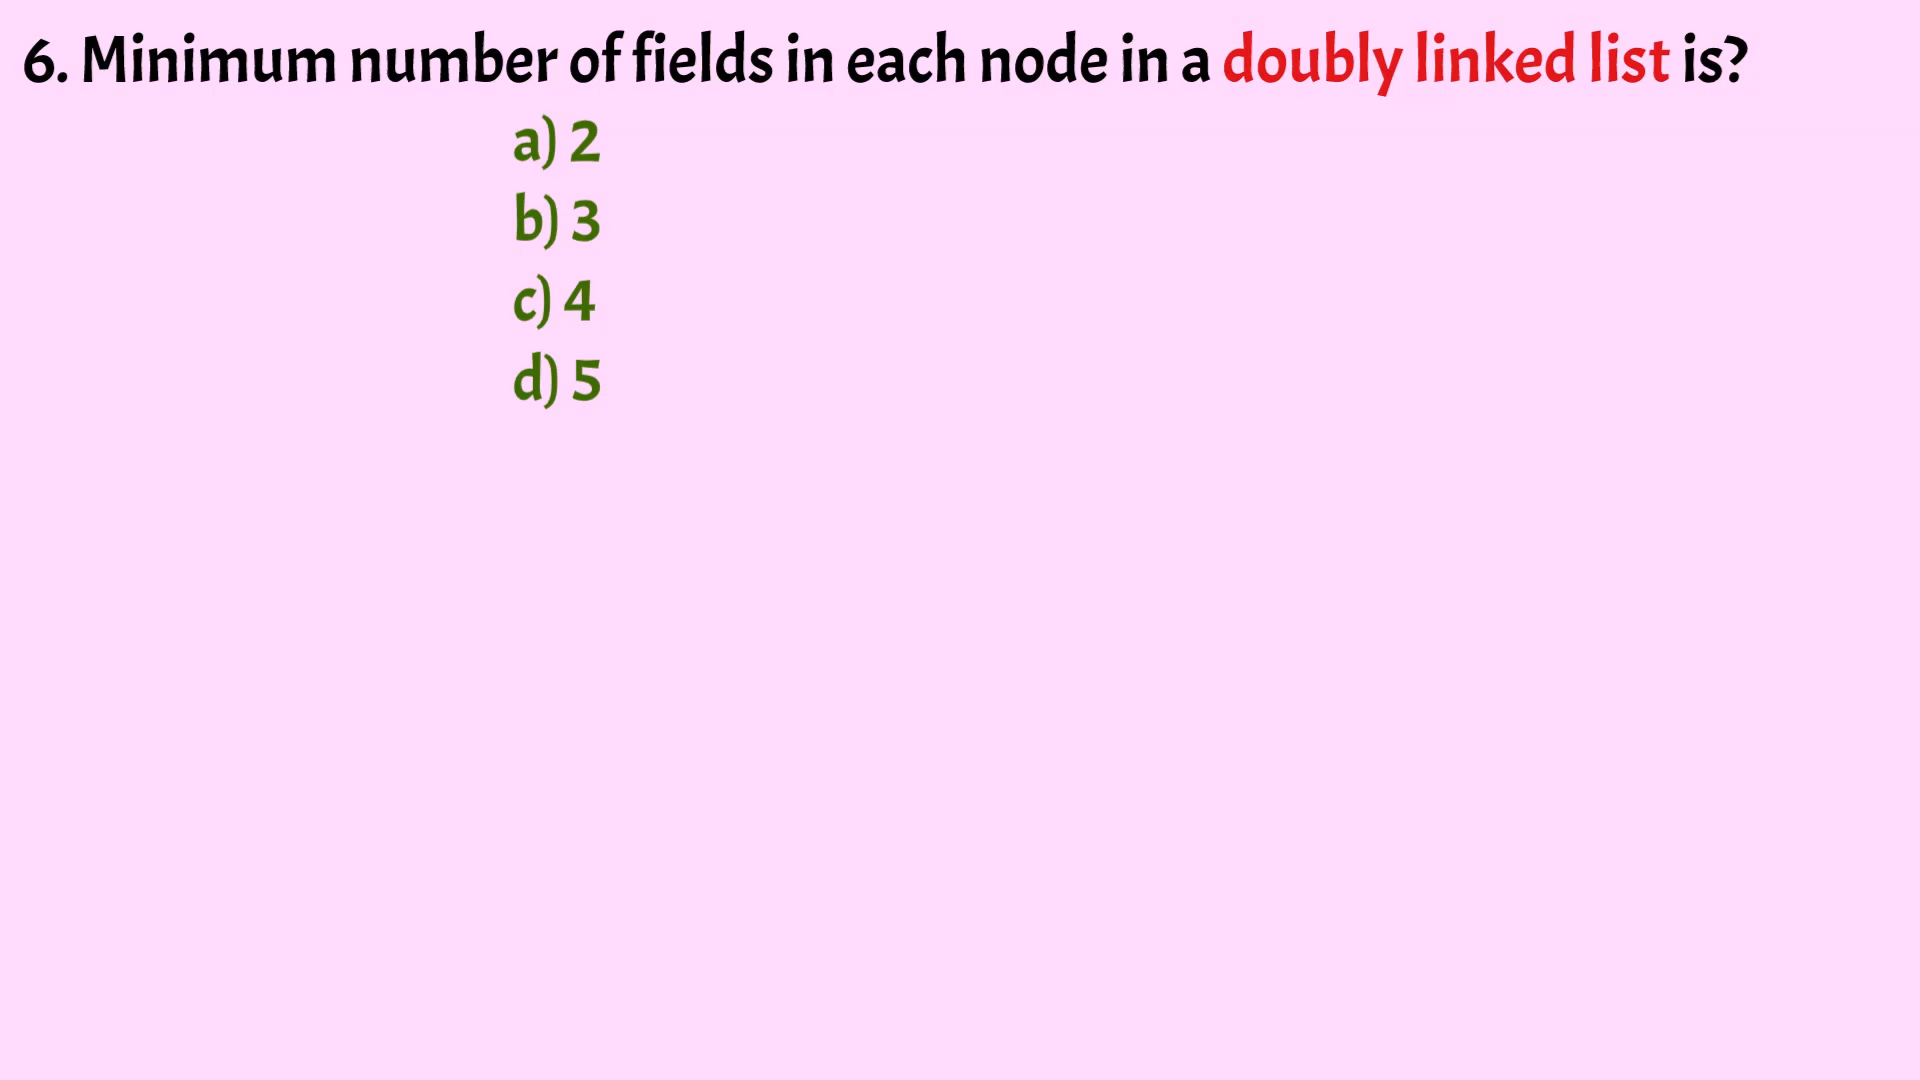 6. Minimum number of fields in each node in a doubly linked list is?
a) 2
b) 3
c) 4
d) 5